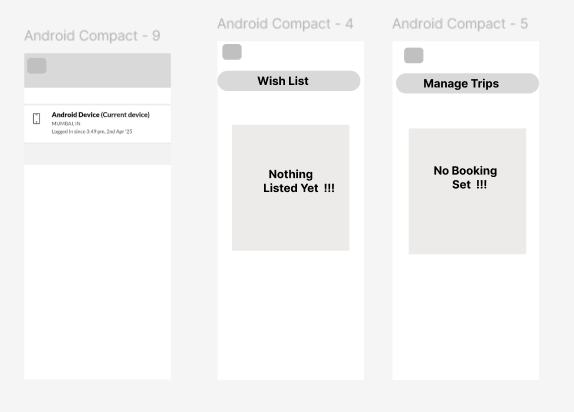 Android Compact - 9
Android Device (Current device)
MUMBAI, IN
Logged In since 3:49 pm, 2nd Apr '25
Android Compact - 4
Wish List
Nothing
Listed Yet !!!
Android Compact - 5
Manage Trips
No Booking
Set !!!